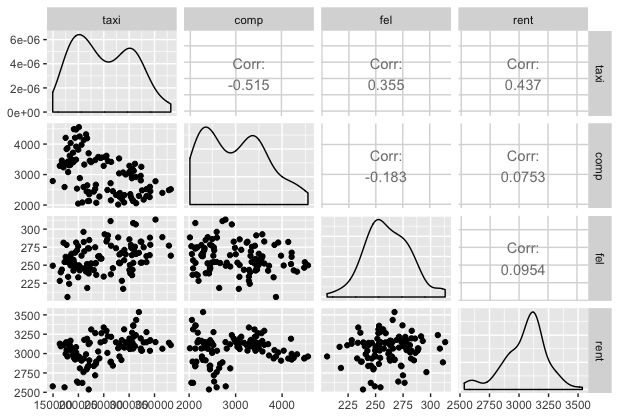 taxi comp fel rent
6e-06
4e-06
2e-06
0e+00
Corr:
-0.515
Corr:
0.355
Corr:
0.437
taxi
4000
3000
2000
Corr:
-0.183
Corr:
0.0753
comp
300
275
250
225
Corr:
0.0954
fel
3500
3250
3000
2750
2500
rent
2000 3000 4000 225 250 275 300 2500 2750 3000 3250 3500